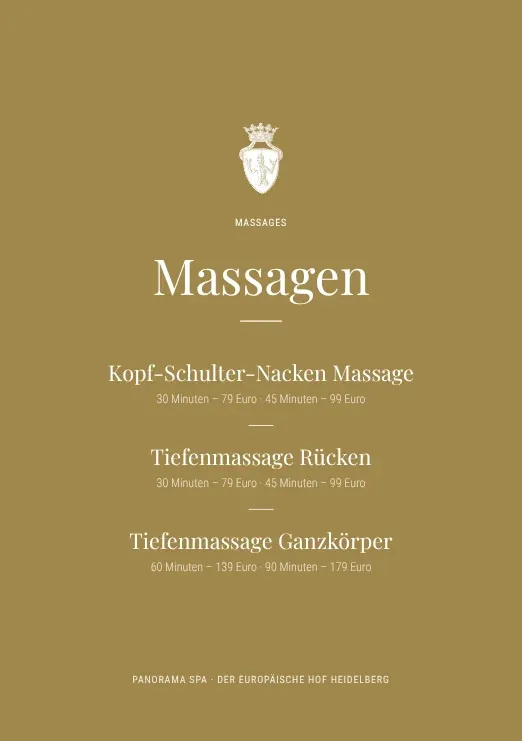 MASSAGES
Massagen
Kopf-Schulter-Nacken Massage
30 Minuten – 79 Euro · 45 Minuten – 99 Euro
Tiefenmassage Rücken
30 Minuten – 79 Euro · 45 Minuten – 99 Euro
Tiefenmassage Ganzkörper
60 Minuten – 139 Euro · 90 Minuten – 179 Euro
PANORAMA SPA · DER EUROPÄISCHE HOF HEIDELBERG